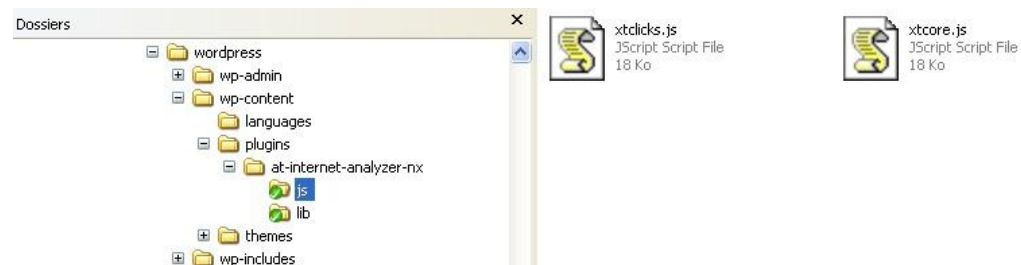 Dossiers
wordpress
wp-admin
wp-content
languages
plugins
at-internet-analyzer-nx
js
lib
themes
wp-includes
xtclicks.js
JScript Script File
18 Ko
xtcore.js
JScript Script File
18 Ko